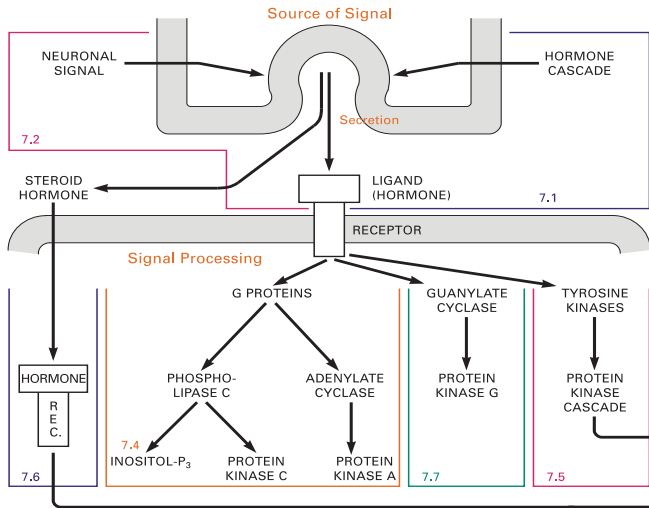 Source of Signal
NEURONAL
SIGNAL
HORMONE
CASCADE
Secretion
7.2
STEROID
HORMONE
LIGAND
(HORMONE)
7.1
RECEPTOR
Signal Processing
G PROTEINS
GUANYLATE
CYCLASE
TYROSINE
KINASES
HORMONE
R
E
C.
PHOSPHO-
LIPASE C
ADENYLATE
CYCLASE
PROTEIN
KINASE G
PROTEIN
KINASE
CASCADE
7.4
INOSITOL-P₃
PROTEIN
KINASE C
PROTEIN
KINASE A
7.6
7.7
7.5